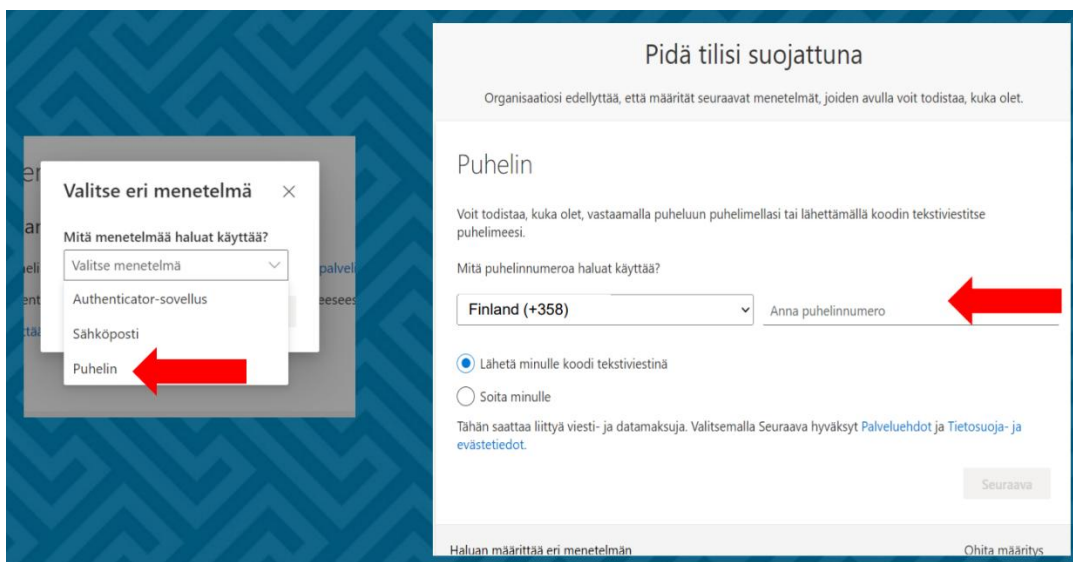 Valitse eri menetelmä
Mitä menetelmää haluat käyttää?
Valitse menetelmä
Authenticator-sovellus
Sähköposti
Puhelin
Pidä tilisi suojattuna
Organisaatiosi edellyttää, että määrität seuraavat menetelmät, joiden avulla voit todistaa, kuka olet.
Puhelin
Voit todistaa, kuka olet, vastaamalla puheluun puhelimellasi tai lähettämällä koodin tekstiviestitse
puhelimeesi.
Mitä puhelinnumeroa haluat käyttää?
Finland (+358)
Anna puhelinnumero
Lähetä minulle koodi tekstiviestinä
Soita minulle
Tähän saattaa liittyä viesti- ja datamaksuja. Valitsemalla Seuraava hyväksyt Palveluehdot ja Tietosuoja- ja
evästetiedot.
Seuraava
Haluan määrittää eri menetelmän
Ohita määritys